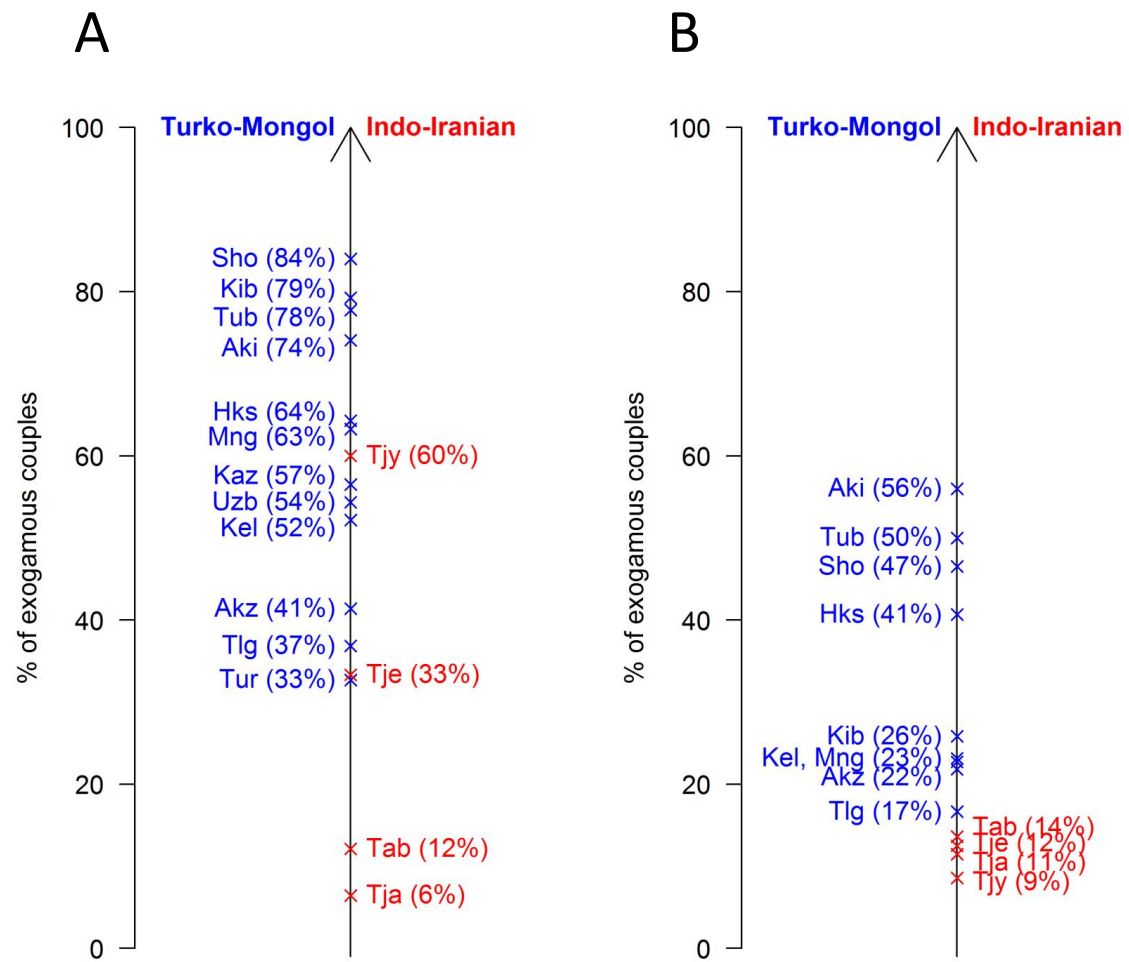 A
% of exogamous couples
100
80
60
40
20
0
Turko-Mongol Indo-Iranian
Sho (84%)
Kib (79%)
Tub (78%)
Aki (74%)
Hks (64%)
Mng (63%)
Tjy (60%)
Kaz (57%)
Uzb (54%)
Kel (52%)
Akz (41%)
Tlg (37%)
Tur (33%)
Tje (33%)
Tab (12%)
Tja (6%)
B
% of exogamous couples
100
80
60
40
20
0
Turko-Mongol Indo-Iranian
Aki (56%)
Tub (50%)
Sho (47%)
Hks (41%)
Kib (26%)
Kel, Mng (23%)
Akz (22%)
Tlg (17%)
Tab (14%)
Tje (12%)
Tja (11%)
Tjy (9%)